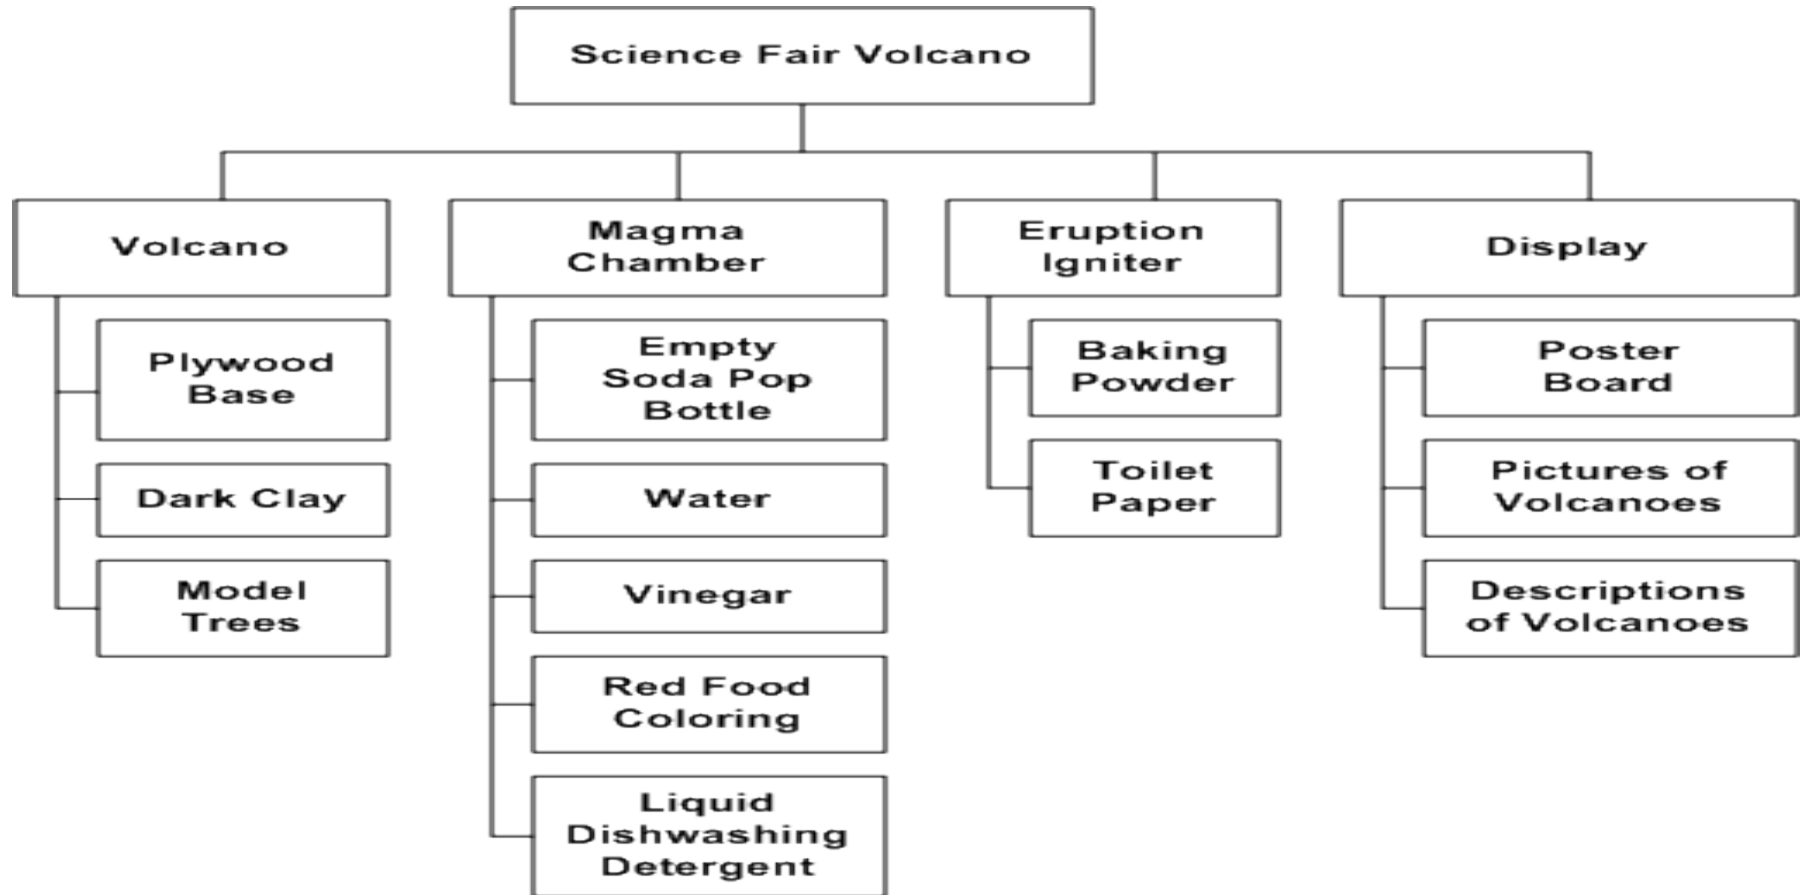 Science Fair Volcano
Volcano
Plywood
Base
Dark Clay
Model
Trees
Magma
Chamber
Empty
Soda Pop
Bottle
Water
Vinegar
Red Food
Coloring
Liquid
Dishwashing
Detergent
Eruption
Igniter
Baking
Powder
Toilet
Paper
Display
Poster
Board
Pictures of
Volcanoes
Descriptions
of Volcanoes